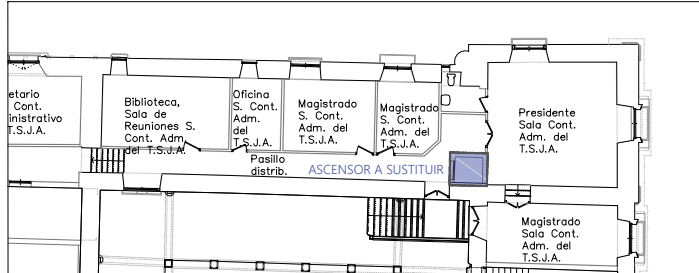 etario
Cont.
inistrativo
T.S.J.A.
Biblioteca,
Sala de
Reuniones S.
Cont. Adm.
del T.S.J.A.
Oficina
S. Cont.
Adm.
del
T.S.J.A.
Magistrado
S. Cont.
Adm. del
T.S.J.A.
Magistrado
S. Cont.
Adm. del
T.S.J.A.
Presidente
Sala Cont.
Adm. del
T.S.J.A.
Pasillo
distrib.
ASCENSOR A SUSTITUIR
Magistrado
Sala Cont.
Adm. del
T.S.J.A.